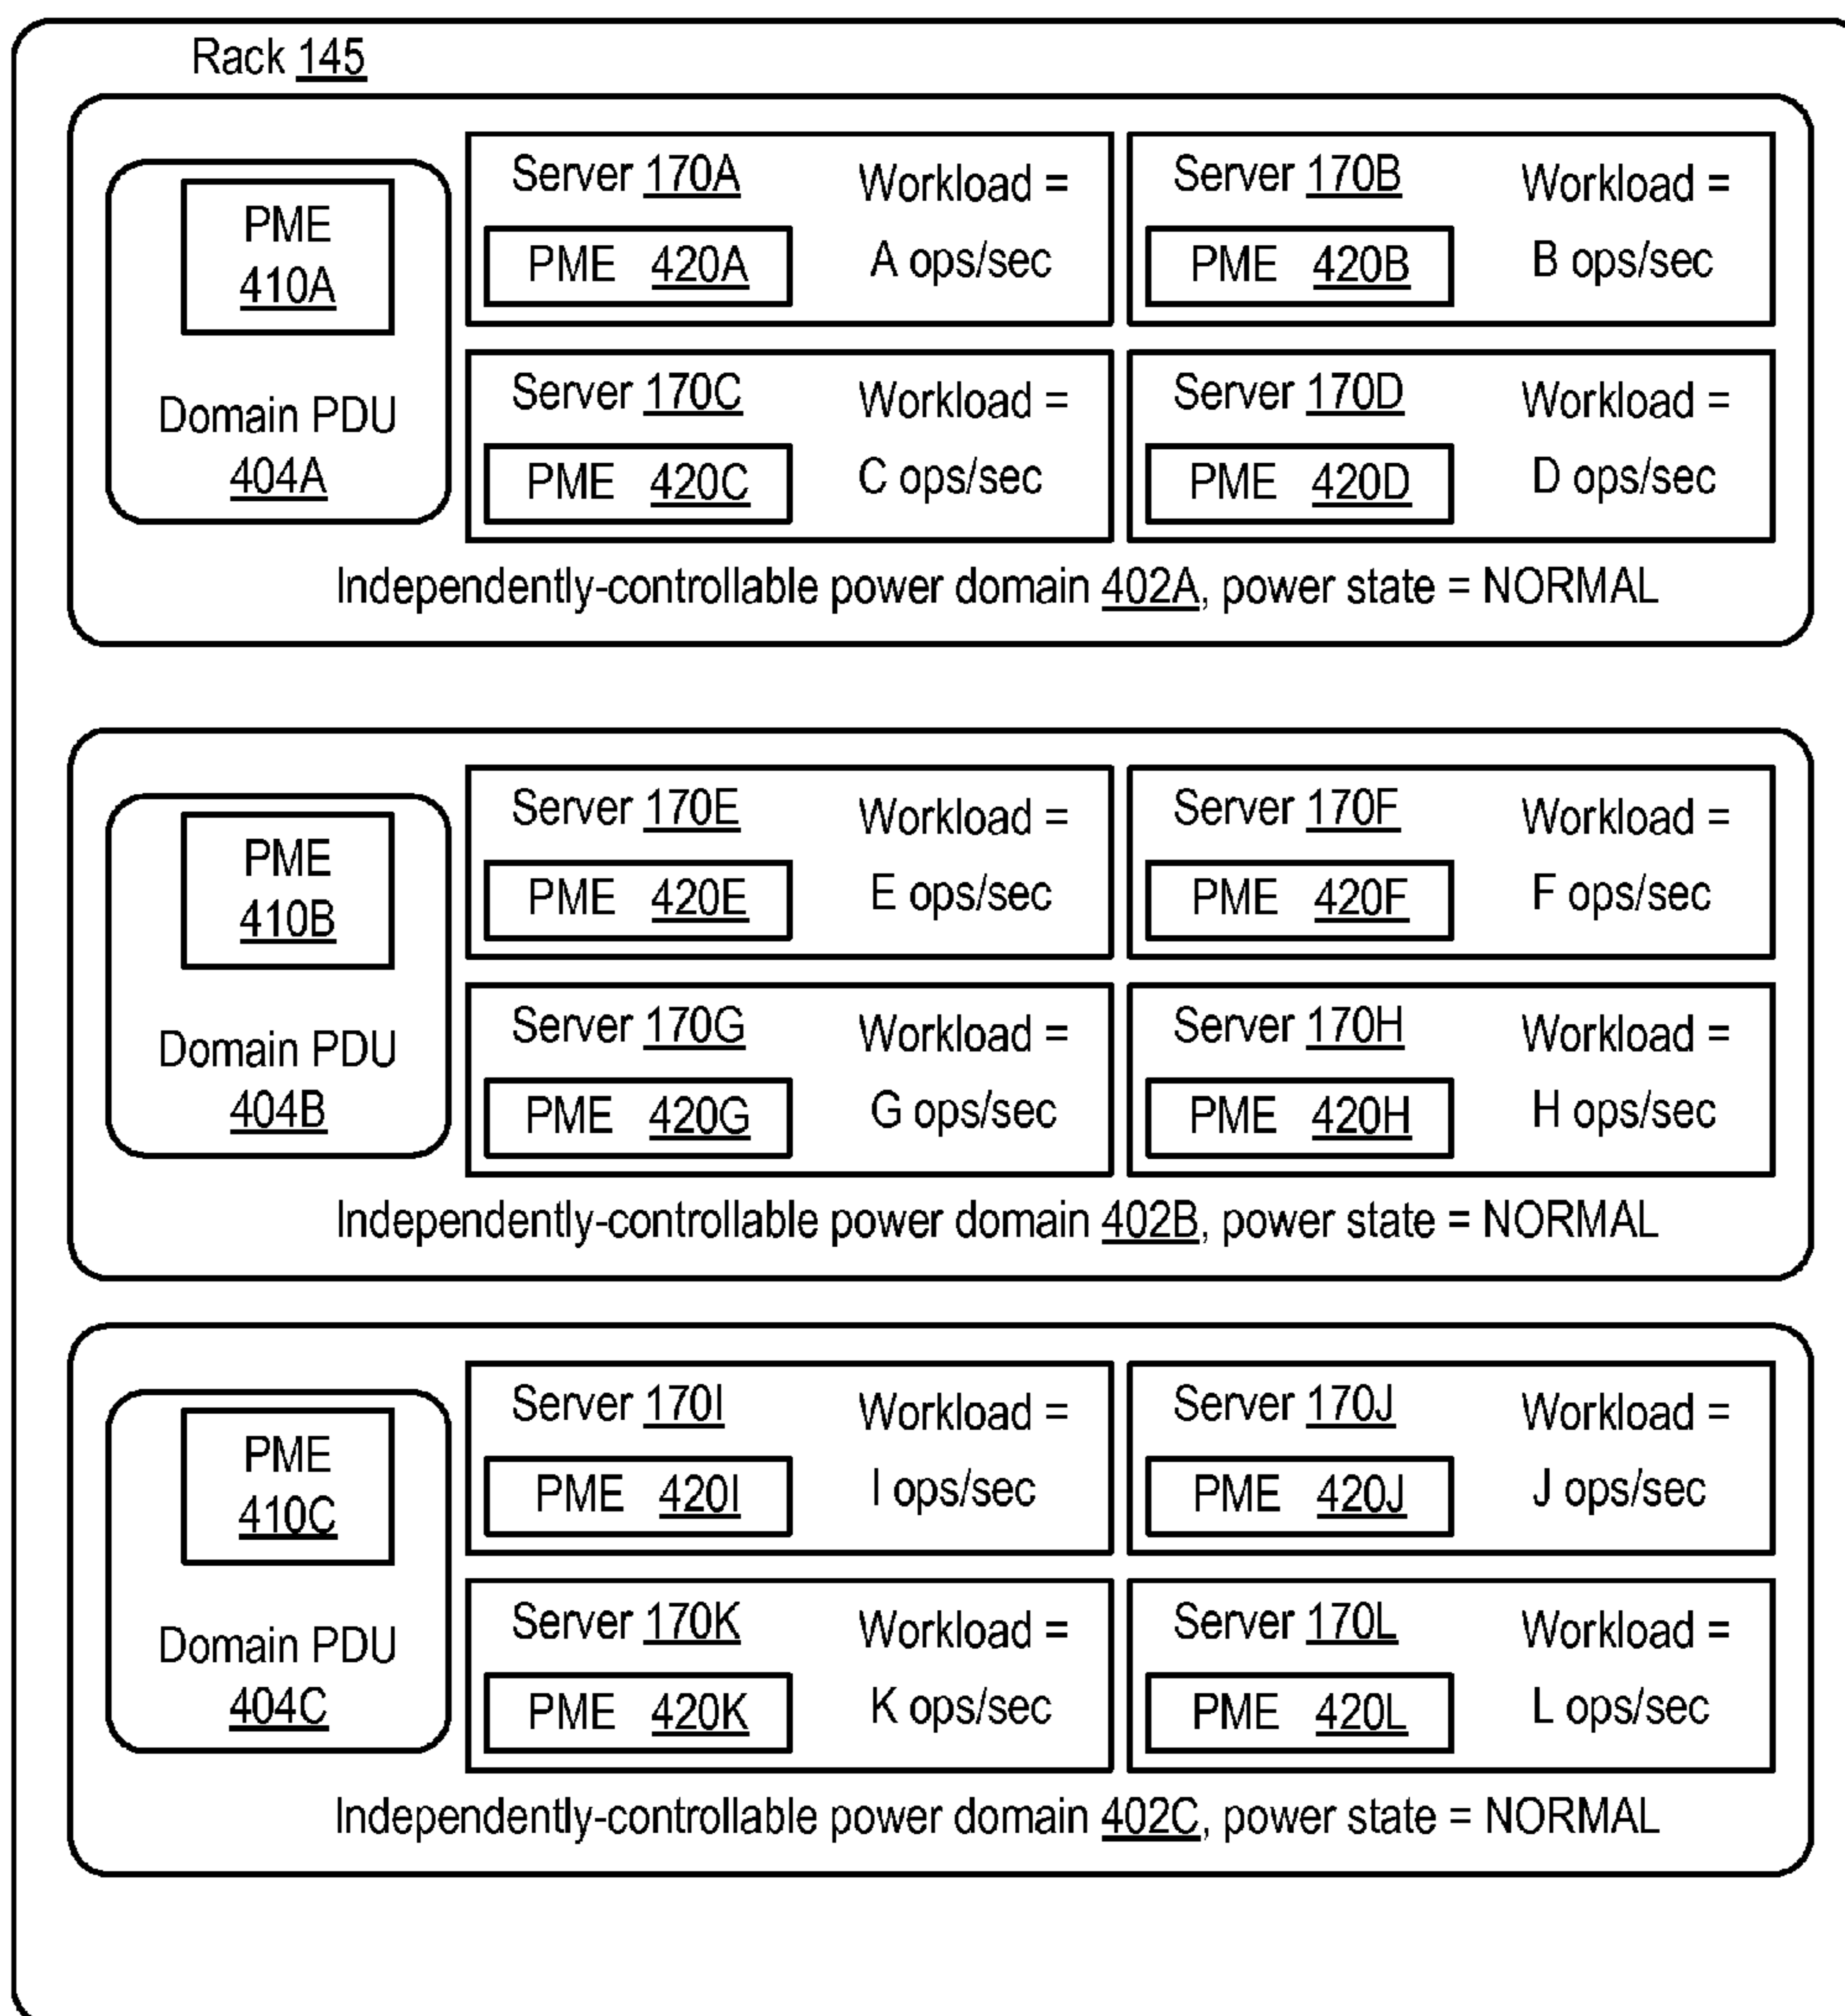 Rack 145
PME
410A
Domain PDU
404A
Server 170A
Workload =
PME 420A
A ops/sec
Server 170B
Workload =
PME 420B
B ops/sec
Server 170C
Workload =
PME 420C
C ops/sec
Server 170D
Workload =
PME 420D
D ops/sec
Independently-controllable power domain 402A, power state = NORMAL
PME
410B
Domain PDU
404B
Server 170E
Workload =
PME 420E
E ops/sec
Server 170F
Workload =
PME 420F
F ops/sec
Server 170G
Workload =
PME 420G
G ops/sec
Server 170H
Workload =
PME 420H
H ops/sec
Independently-controllable power domain 402B, power state = NORMAL
PME
410C
Domain PDU
404C
Server 170I
Workload =
PME 420I
I ops/sec
Server 170J
Workload =
PME 420J
J ops/sec
Server 170K
Workload =
PME 420K
K ops/sec
Server 170L
Workload =
PME 420L
L ops/sec
Independently-controllable power domain 402C, power state = NORMAL